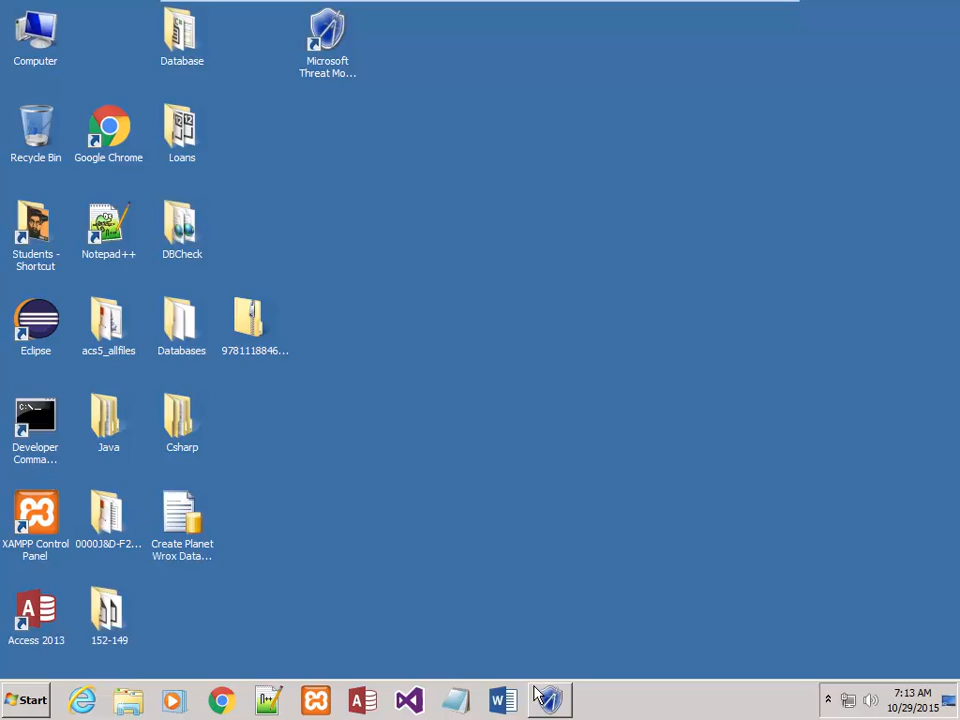 Computer
Database
Microsoft
Threat Mo...
Recycle Bin
Google Chrome
Loans
Students -
Shortcut
Notepad++
DBCheck
Eclipse
acs5_allfiles
Databases
9781118846...
C:\_
Developer
Comma...
Java
Csharp
XAMPP Control
Panel
0000J&D-F2...
Create Planet
Wrox Data...
Access 2013
152-149
Start
7:13 AM
10/29/2015